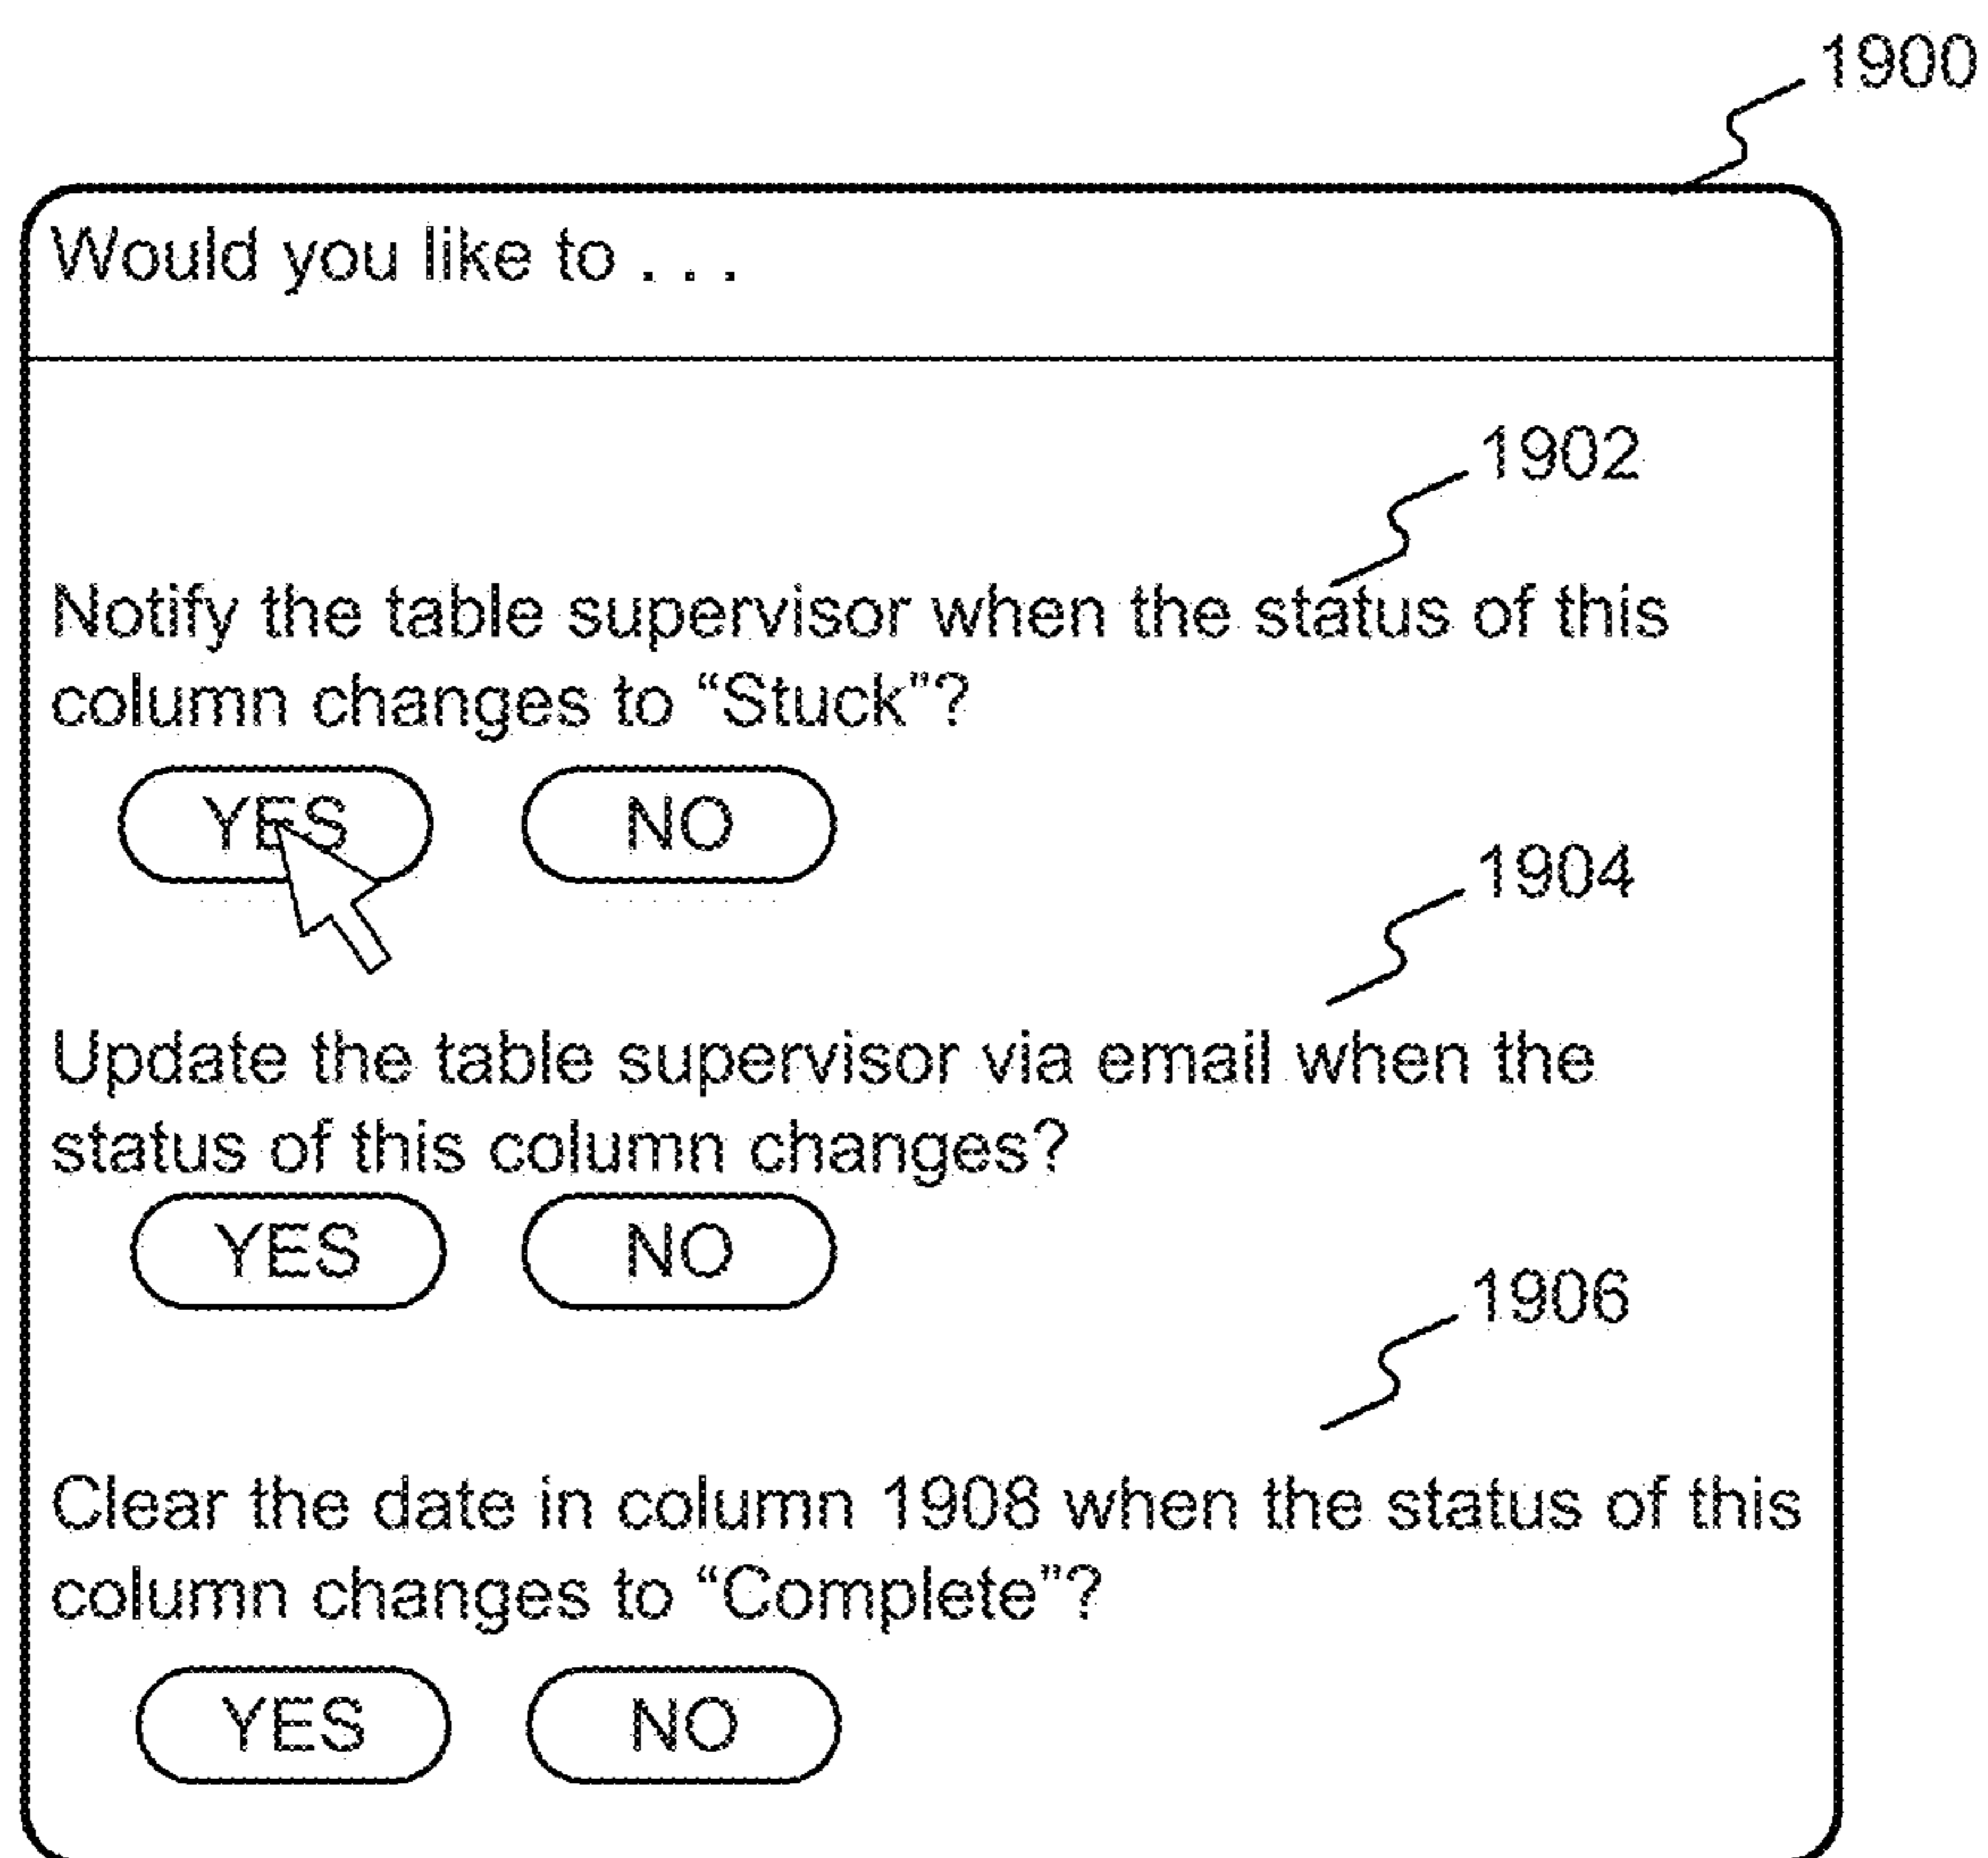 1900
Would you like to . . .
1902
Notify the table supervisor when the status of this
column changes to “Stuck”?
YES NO
1904
Update the table supervisor via email when the
status of this column changes?
YES NO
1906
Clear the date in column 1908 when the status of this
column changes to “Complete”?
YES NO